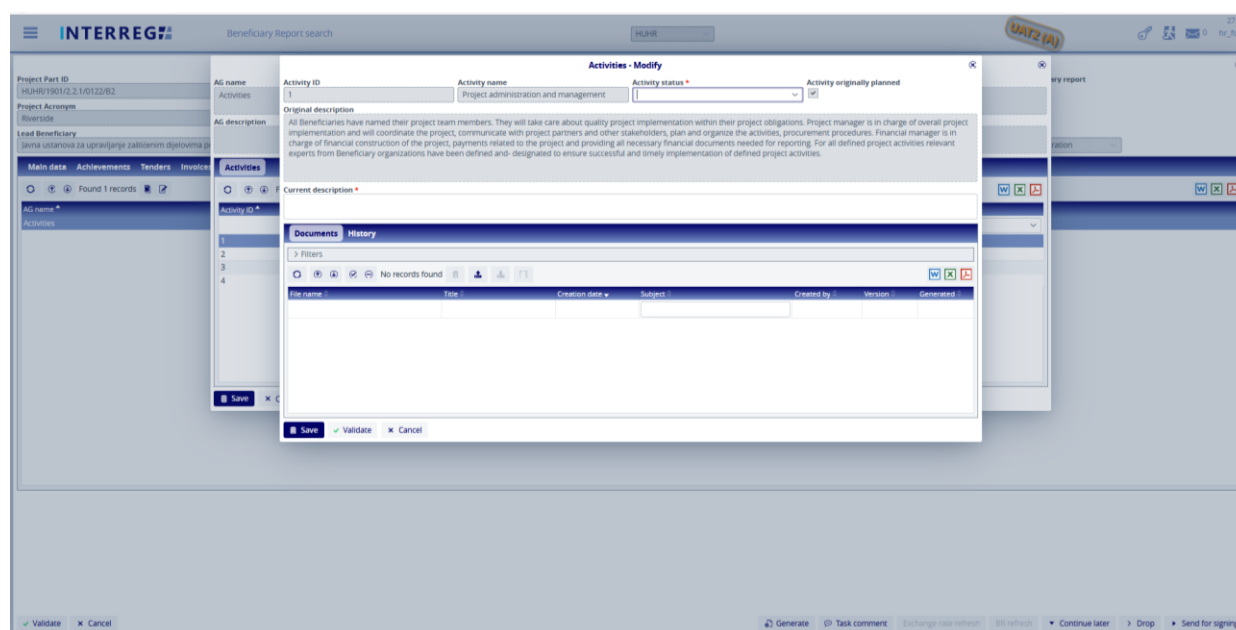 INTERREG
Beneficiary Report search
HUHR
UAT2 (A)
27
0
Project Part ID
HUHR/1901/2.2.1/0122/B2
Project Acronym
Riverside
Lead Beneficiary
Javna ustanova za upravljanje zaštićenim dijelovima
Main data Achievements Tenders Invoice
Found 1 records
AG name
Activities
AG name
Activities
AG description
Activities
Activity ID
1
2
3
4
Save
ary report
ration
Activities - Modify
Activity ID
1
Activity name
Project administration and management
Activity status *
Activity originally planned
Original description
All Beneficiaries have named their project team members. They will take care about quality project implementation within their project obligations. Project manager is in charge of overall project
implementation and will coordinate the project, communicate with project partners and other stakeholders, plan and organize the activities, procurement procedures. Financial manager is in
charge of financial construction of the project, payments related to the project and providing all necessary financial documents needed for reporting. For all defined project activities relevant
experts from Beneficiary organizations have been defined and- designated to ensure successful and timely implementation of defined project activities.
Current description *
Documents History
> Filters
No records found
File name Title Creation date Subject Created by Version Generated
Save Validate Cancel
Validate Cancel
Generate Task comment Exchange rate refresh BR refresh Continue later Drop Send for signing